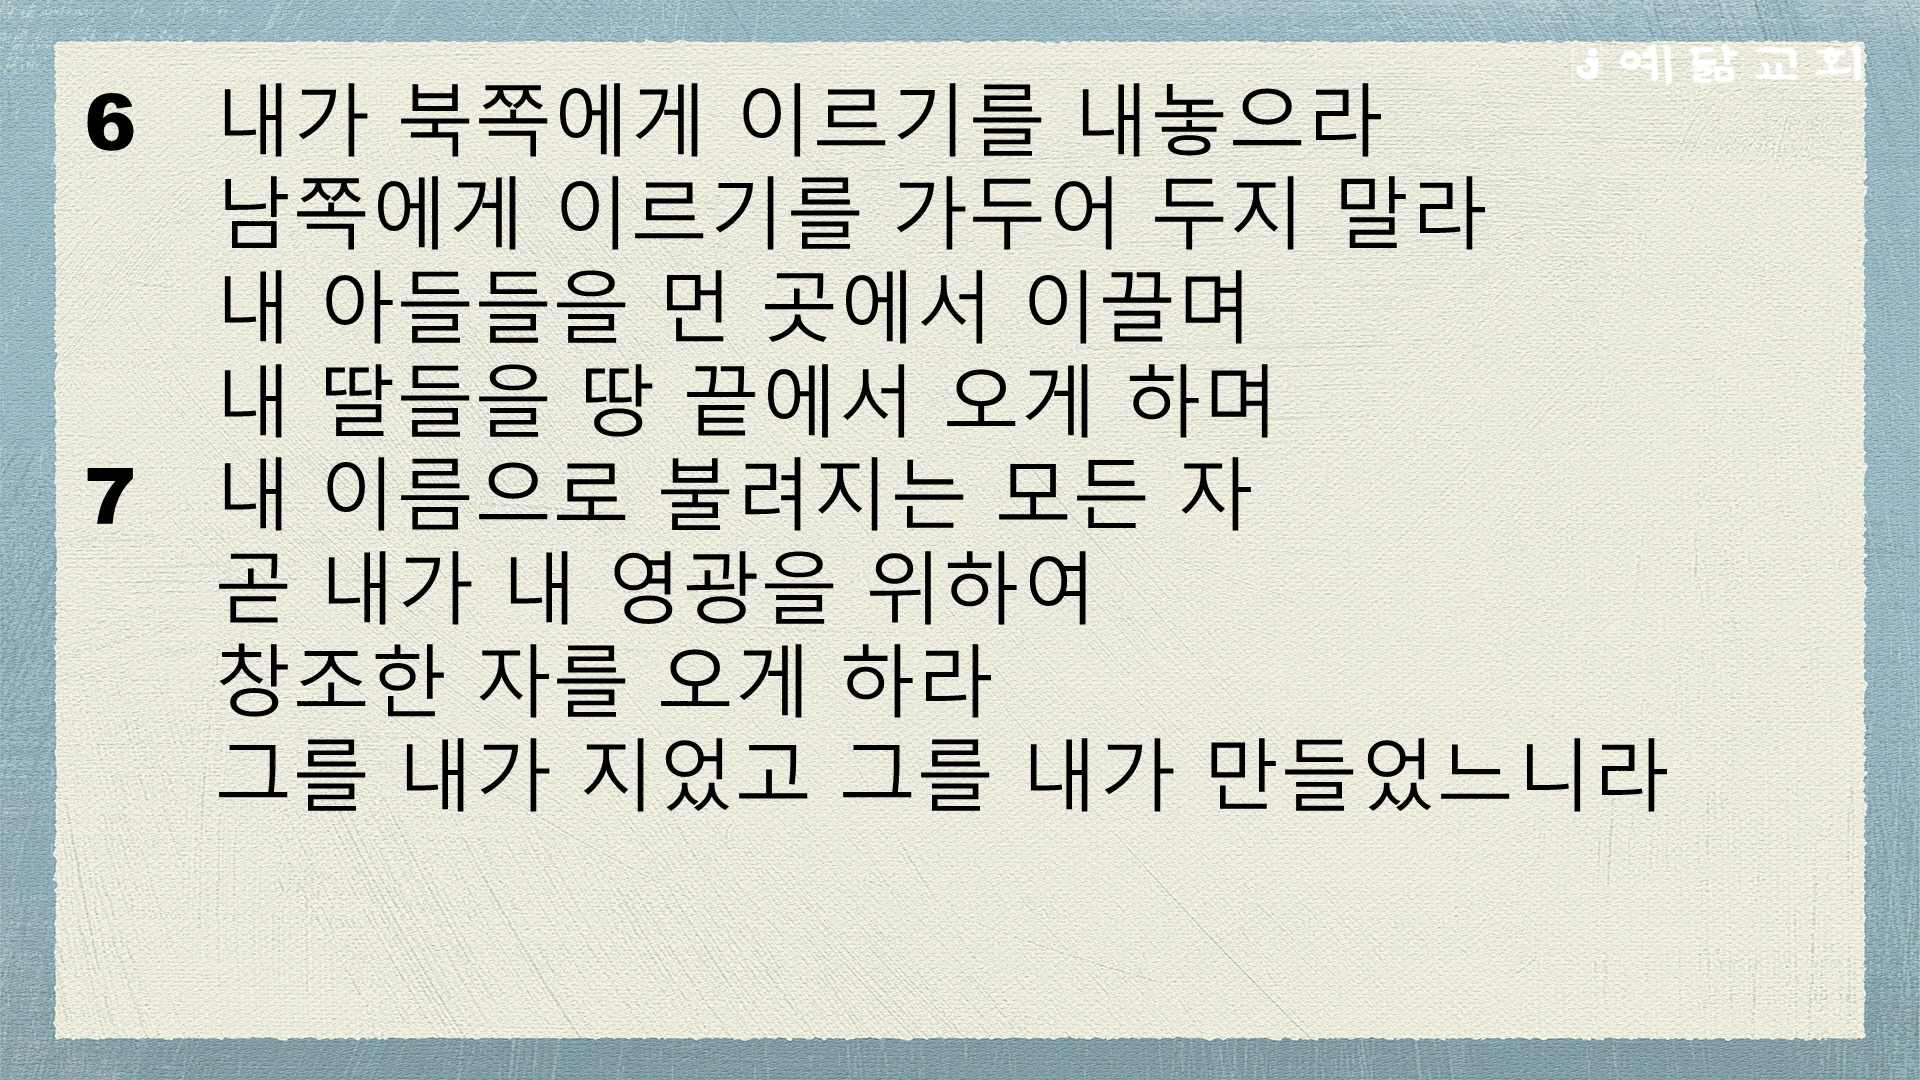 j 예닮교회
6 내가 북쪽에게 이르기를 내놓으라
남쪽에게 이르기를 가두어 두지 말라
내 아들들을 먼 곳에서 이끌며
내 딸들을 땅 끝에서 오게 하며
7 내 이름으로 불려지는 모든 자
곧 내가 내 영광을 위하여
창조한 자를 오게 하라
그를 내가 지었고 그를 내가 만들었느니라